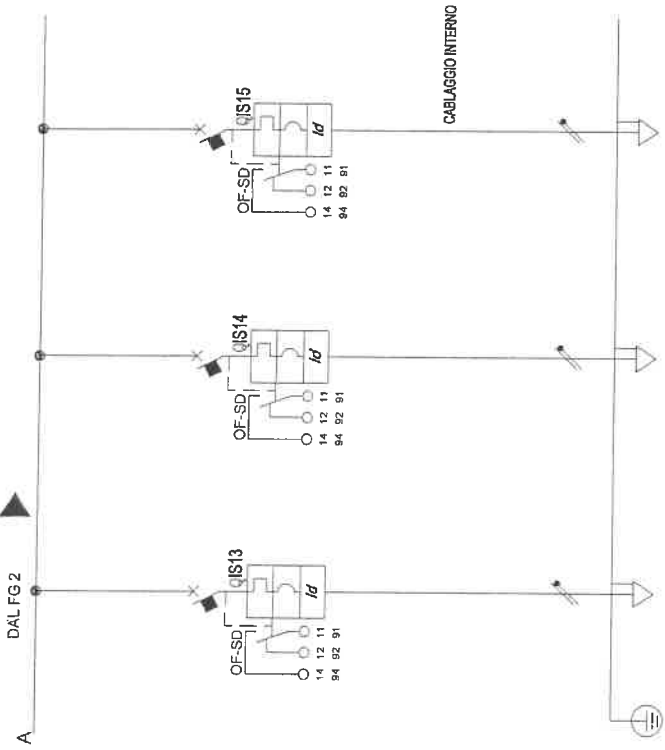 DAL FG 2
A
QIS13
OF-SD
Id
14 12 11
94 92 91
QIS14
OF-SD
Id
14 12 11
94 92 91
QIS15
OF-SD
Id
14 12 11
94 92 91
CABLAGGIO INTERNO